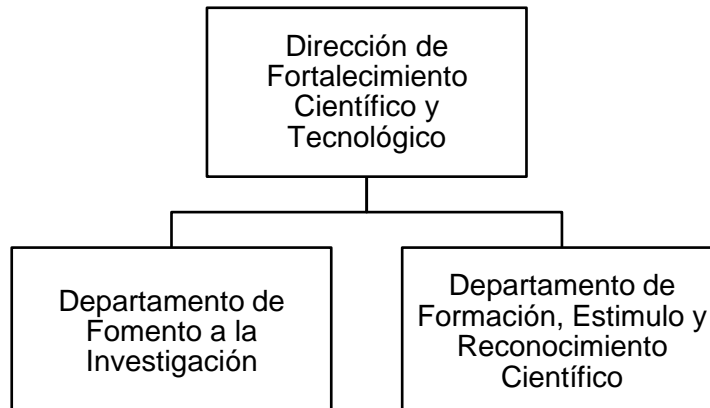 Dirección de
Fortalecimiento
Científico y
Tecnológico
Departamento de
Fomento a la
Investigación
Departamento de
Formación, Estimulo y
Reconocimiento
Científico